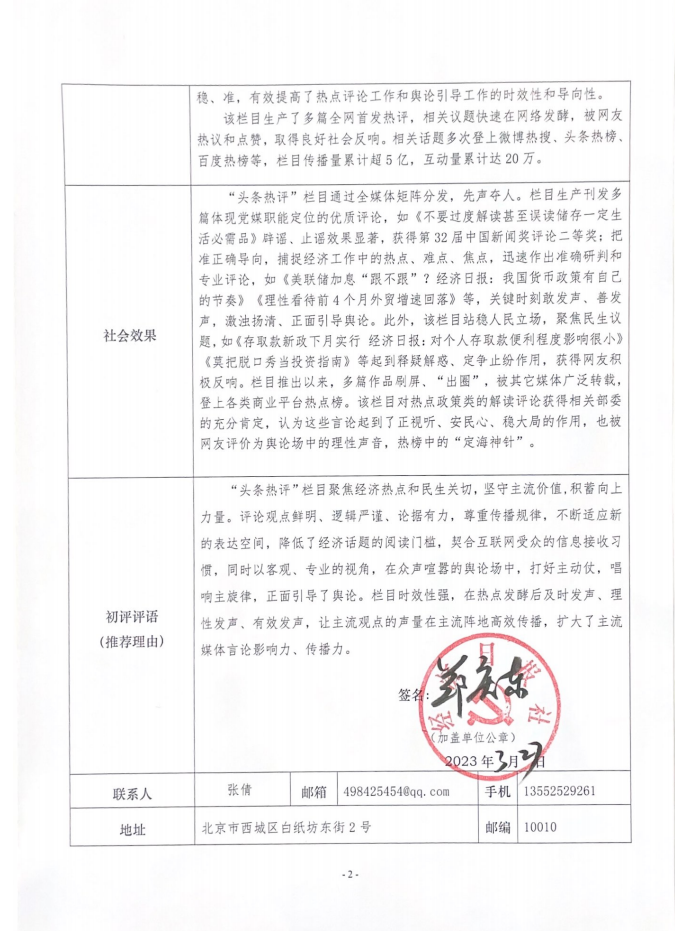 稳、准，有效提高了热点评论工作和舆论引导工作的时效性和导向性。
该栏目生产了多篇全网首发热评，相关议题快速在网络发酵，被网友
热议和点赞，取得良好社会反响。相关话题多次登上微博热搜、头条热榜、
百度热榜等，栏目传播量累计超 5 亿，互动量累计达 20 万。
社会效果
“头条热评”栏目通过全媒体矩阵分发，先声夺人。栏目生产刊发多
篇体现党媒职能定位的优质评论，如《不要过度解读甚至误读储存一定生
活必需品》辟谣、止谣效果显著，获得第 32 届中国新闻奖评论二等奖；把
准正确导向，捕捉经济工作中的热点、难点、焦点，迅速作出准确研判和
专业评论，如《美联储加息“跟不跟”？经济日报：我国货币政策有自己
的节奏》《理性看待前 4 个月外贸增速回落》等，关键时刻敢发声、善发
声，激浊扬清、正面引导舆论。此外，该栏目站稳人民立场，聚焦民生议
题，如《存取款新政下月实行 经济日报：对个人存取款便利程度影响很小》
《莫把脱口秀当投资指南》等起到释疑解惑、定争止纷作用，获得网友积
极反响。栏目推出以来，多篇作品刷屏、“出圈”，被其它媒体广泛转载，
登上各类商业平台热点榜。该栏目对热点政策类的解读评论获得相关部委
的充分肯定，认为这些言论起到了正视听、安民心、稳大局的作用，也被
网友评价为舆论场中的理性声音，热榜中的“定海神针”。
初评评语
（推荐理由）
“头条热评”栏目聚焦经济热点和民生关切，坚守主流价值，积蓄向上
力量。评论观点鲜明、逻辑严谨、论据有力，尊重传播规律，不断适应新
的表达空间，降低了经济话题的阅读门槛，契合互联网受众的信息接收习
惯，同时以客观、专业的视角，在众声喧嚣的舆论场中，打好主动仗，唱
响主旋律，正面引导了舆论。栏目时效性强，在热点发酵后及时发声、理
性发声、有效发声，让主流观点的声量在主流阵地高效传播，扩大了主流
媒体言论影响力、传播力。
签名：郑庆东
经济日报社
（加盖单位公章）
2023 年 3 月 27 日
联系人 张倩 邮箱 498425454@qq.com 手机 13552529261
地址 北京市西城区白纸坊东街 2 号 邮编 10010
- 2 -